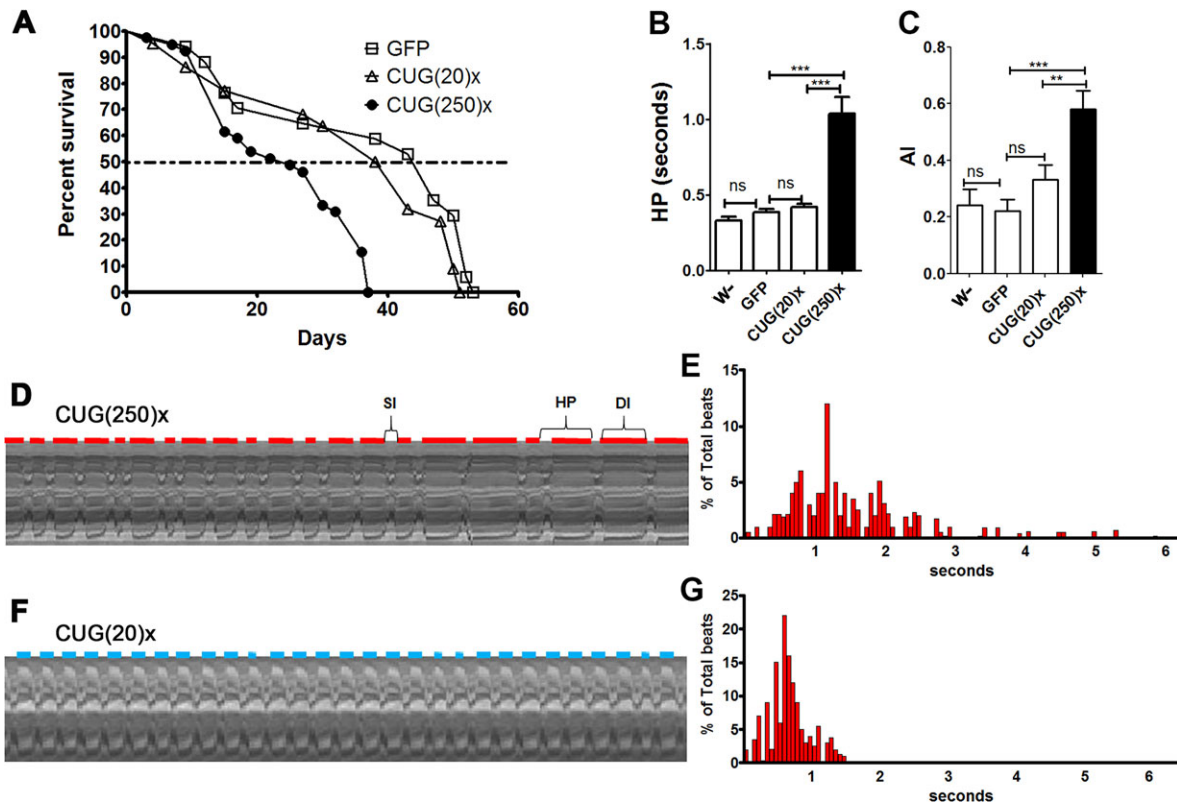 A
100
90
80
70
60
50
40
30
20
10
0
Percent survival
0 20 40 60
Days
GFP
CUG(20)x
CUG(250)x
B
HP (seconds)
1.5
1.0
0.5
0.0
ns
ns
***
***
W-
GFP
CUG(20)x
CUG(250)x
C
AI
0.8
0.6
0.4
0.2
0.0
ns
ns
***
**
W-
GFP
CUG(20)x
CUG(250)x
D
CUG(250)x
SI HP DI
E
% of Total beats
15
10
5
0
1 2 3 4 5 6
seconds
F
CUG(20)x
G
% of Total beats
25
20
15
10
5
0
1 2 3 4 5 6
seconds